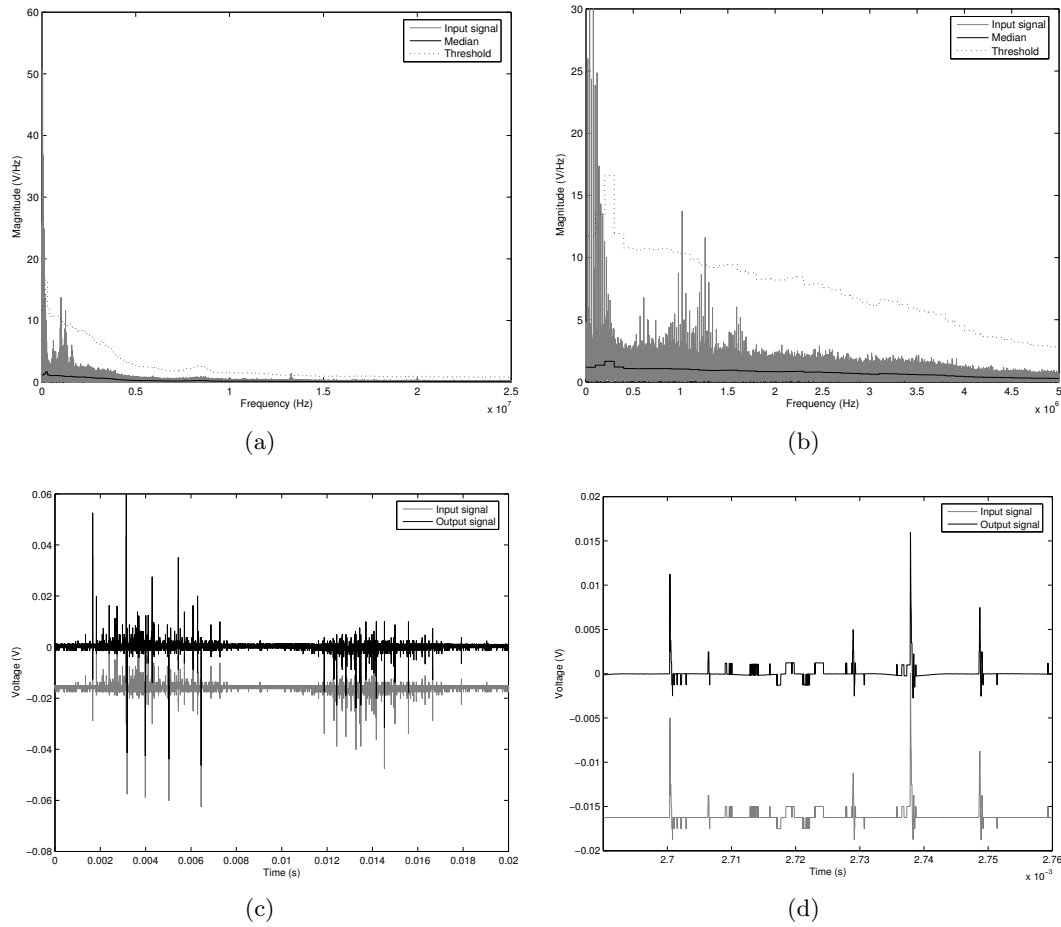 60
50
40
30
20
10
0
Magnitude (V/Hz)
0 0.5 1 1.5 2 2.5
Frequency (Hz)
x 10^7
Input signal
Median
Threshold
(a)
30
25
20
15
10
5
0
Magnitude (V/Hz)
0 0.5 1 1.5 2 2.5 3 3.5 4 4.5 5
Frequency (Hz)
x 10^6
Input signal
Median
Threshold
(b)
0.06
0.04
0.02
0
−0.02
−0.04
−0.06
−0.08
Voltage (V)
0 0.002 0.004 0.006 0.008 0.01 0.012 0.014 0.016 0.018 0.02
Time (s)
Input signal
Output signal
(c)
0.02
0.015
0.01
0.005
0
−0.005
−0.01
−0.015
−0.02
Voltage (V)
2.7 2.71 2.72 2.73 2.74 2.75 2.76
Time (s)
x 10^−3
Input signal
Output signal
(d)